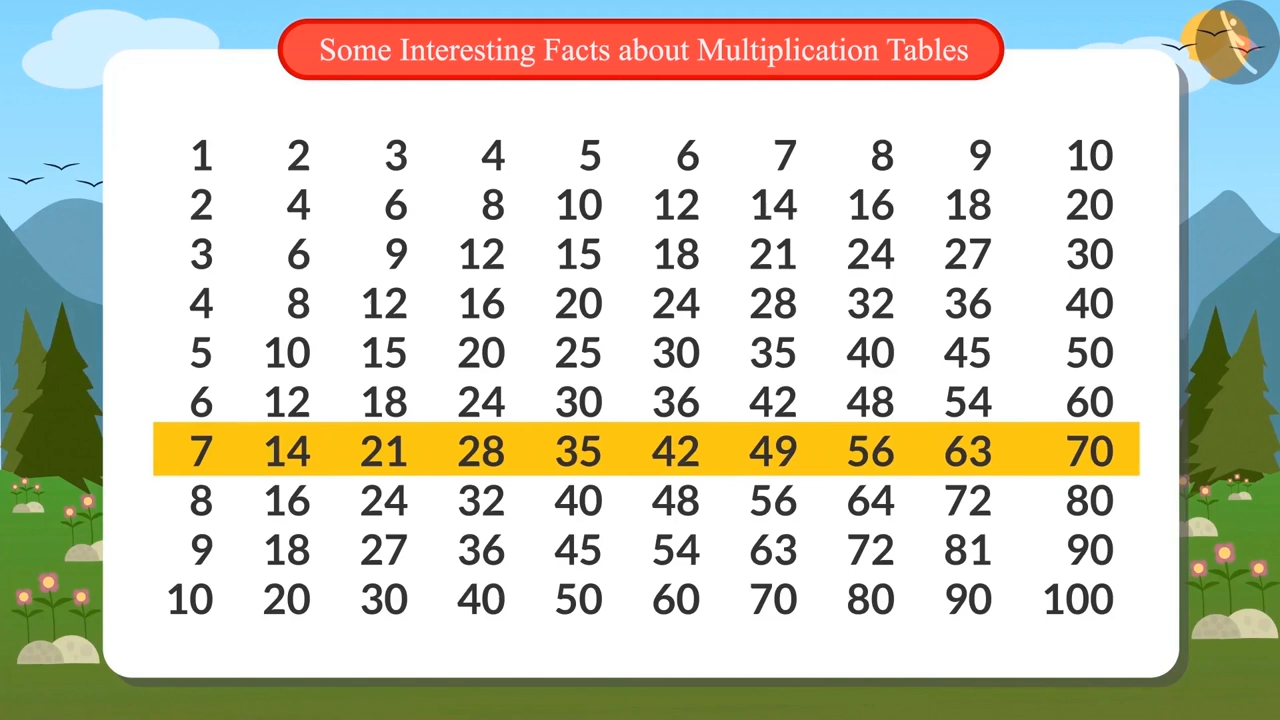 Some Interesting Facts about Multiplication Tables
1 2 3 4 5 6 7 8 9 10
2 4 6 8 10 12 14 16 18 20
3 6 9 12 15 18 21 24 27 30
4 8 12 16 20 24 28 32 36 40
5 10 15 20 25 30 35 40 45 50
6 12 18 24 30 36 42 48 54 60
7 14 21 28 35 42 49 56 63 70
8 16 24 32 40 48 56 64 72 80
9 18 27 36 45 54 63 72 81 90
10 20 30 40 50 60 70 80 90 100